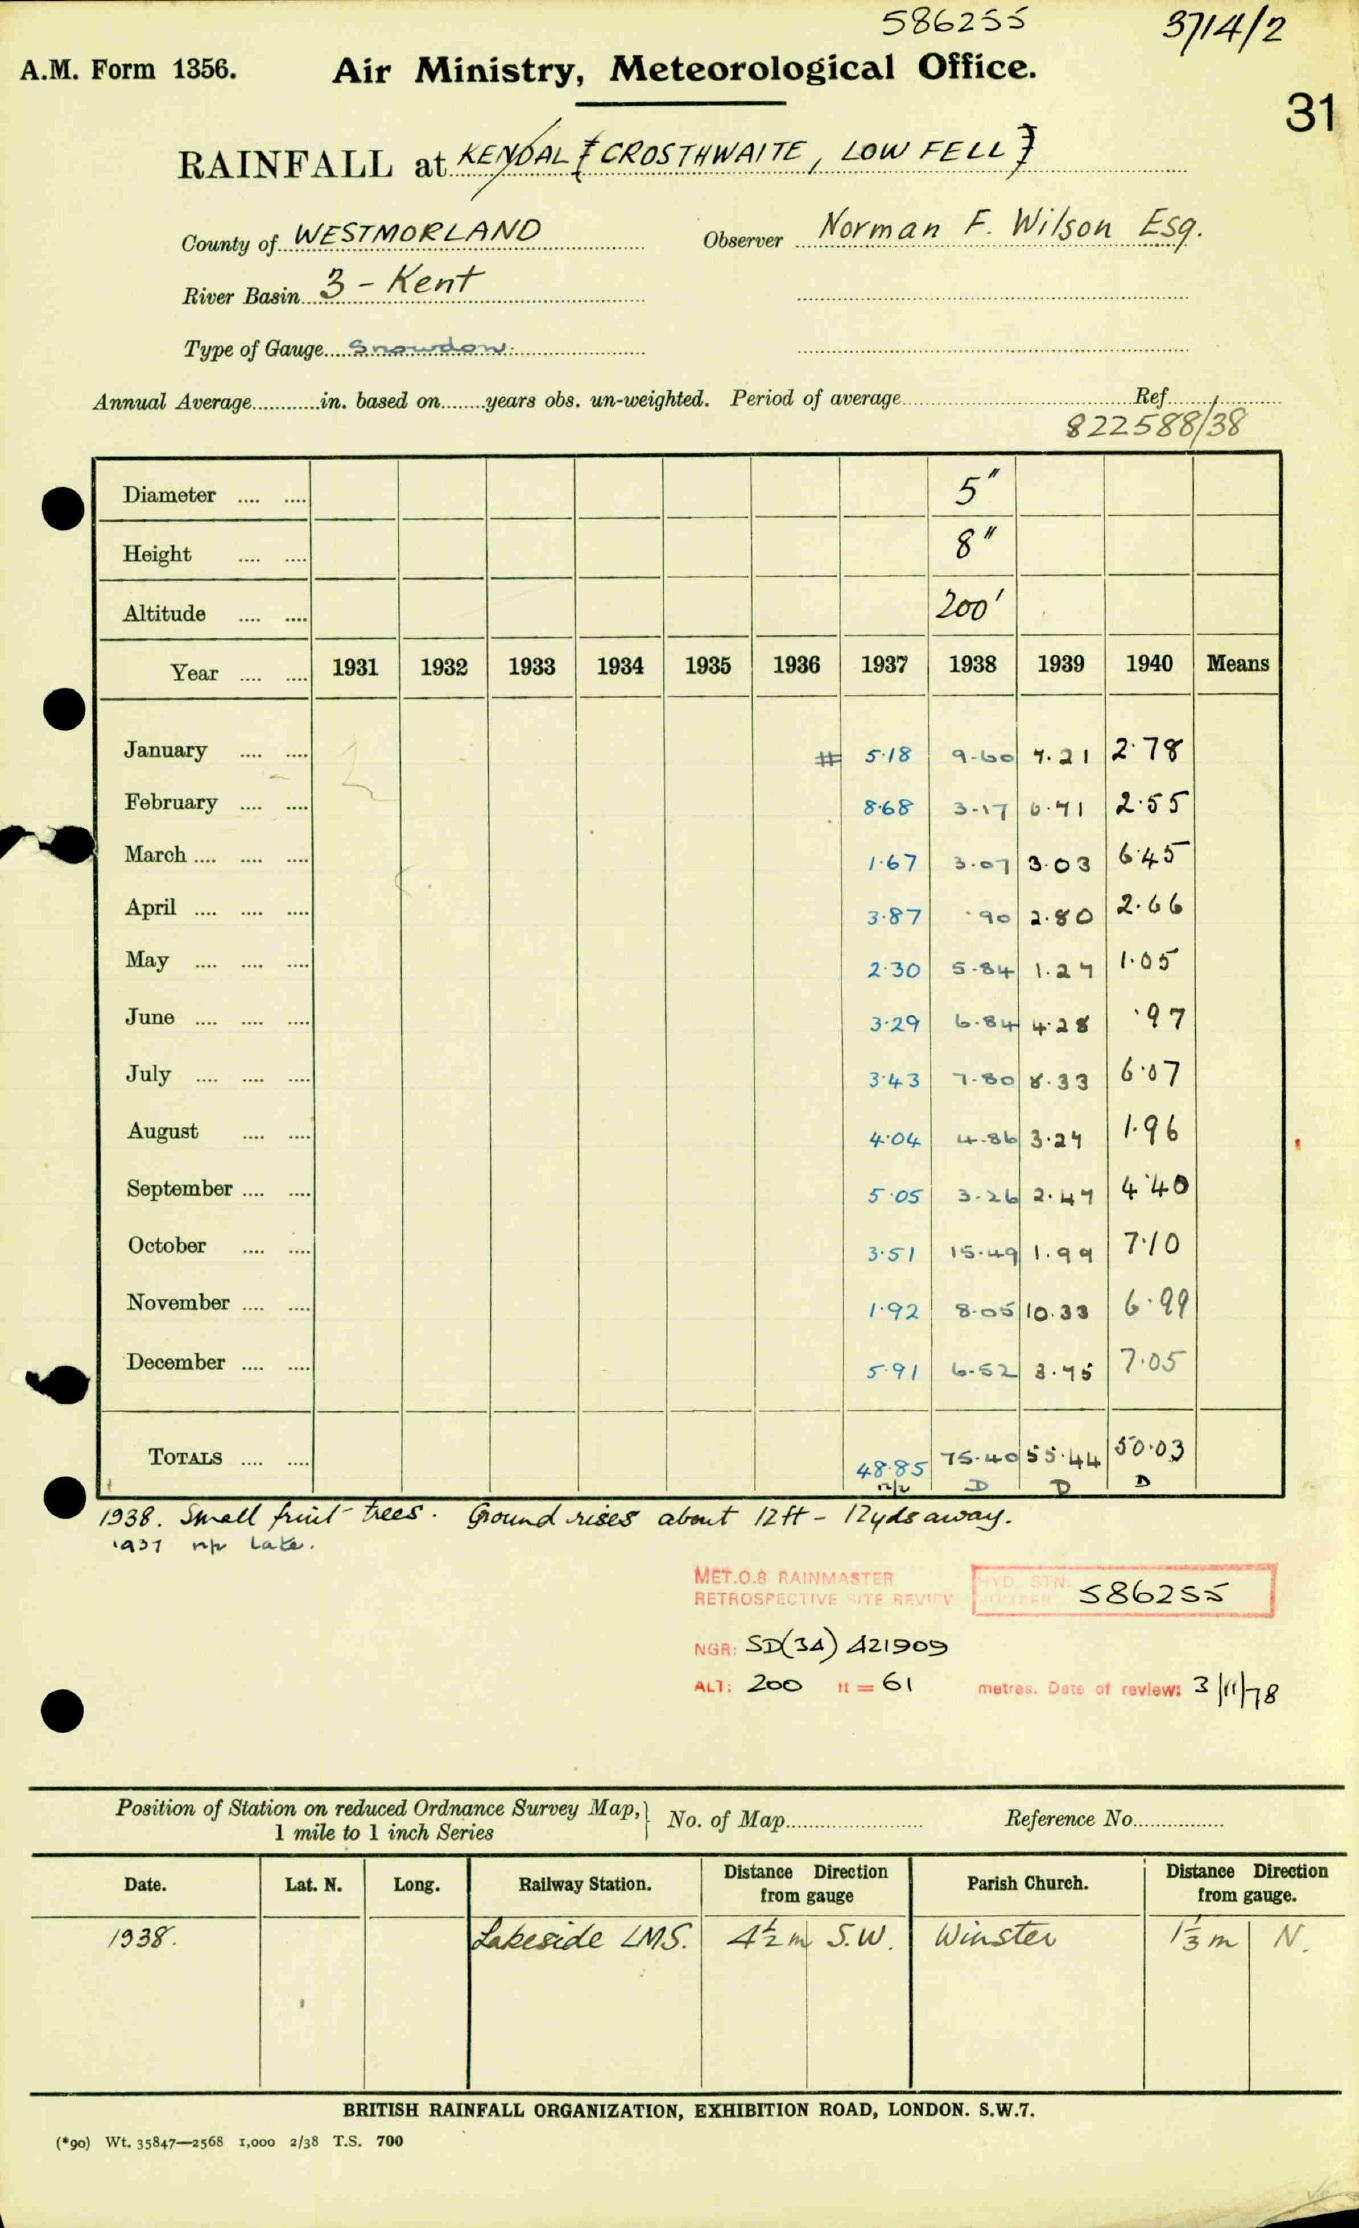 586255 3714/2
A.M. Form 1356. Air Ministry, Meteorological Office.
31
RAINFALL at KENDAL [CROSTHWAITE, LOW FELL]
County of WESTMORLAND Observer Norman F. Wilson Esq.
River Basin 3 - Kent
Type of Gauge Snowdon.
Annual Average............in. based on........years obs. un-weighted. Period of average Ref
822588/38
Diameter .... .... 5"
Height .... .... 8"
Altitude .... .... 200'
Year .... .... 1931 1932 1933 1934 1935 1936 1937 1938 1939 1940 Means
January .... .... # 5·18 9·60 7·21 2·78
February .... .... 8·68 3·17 6·71 2·55
March .... .... .... 1·67 3·07 3·03 6·45
April .... .... .... 3·87 ·90 2·80 2·66
May .... .... .... 2·30 5·84 1·27 1·05
June .... .... .... 3·29 6·84 4·28 ·97
July .... .... .... 3·43 7·80 8·33 6·07
August .... .... 4·04 4·86 3·27 1·96
September .... .... 5·05 3·26 2·47 4·40
October .... .... 3·51 15·49 1·99 7·10
November .... .... 1·92 8·05 10·33 6·99
December .... .... 5·91 6·52 3·75 7·05
TOTALS .... .... 48·85 75·40 55·44 50·03
n/p D D D
1938. Small fruit trees. Ground rises about 12ft - 12yds away.
1937 n/p late.
MET.O.8 RAINMASTER
RETROSPECTIVE SITE REVIEW
HYD. STN. NUMBER 586255
NGR: SD(34) 421909
ALT: 200 ft = 61 metres. Date of review: 3/11/78
Position of Station on reduced Ordnance Survey Map, 1 mile to 1 inch Series } No. of Map Reference No.
Date. Lat. N. Long. Railway Station. Distance Direction from gauge Parish Church. Distance Direction from gauge.
1938. Lakeside LMS. 4½ m S.W. Winster 1⅓ m N.
BRITISH RAINFALL ORGANIZATION, EXHIBITION ROAD, LONDON. S.W.7.
(*90) Wt. 35847—2568 1,000 2/38 T.S. 700